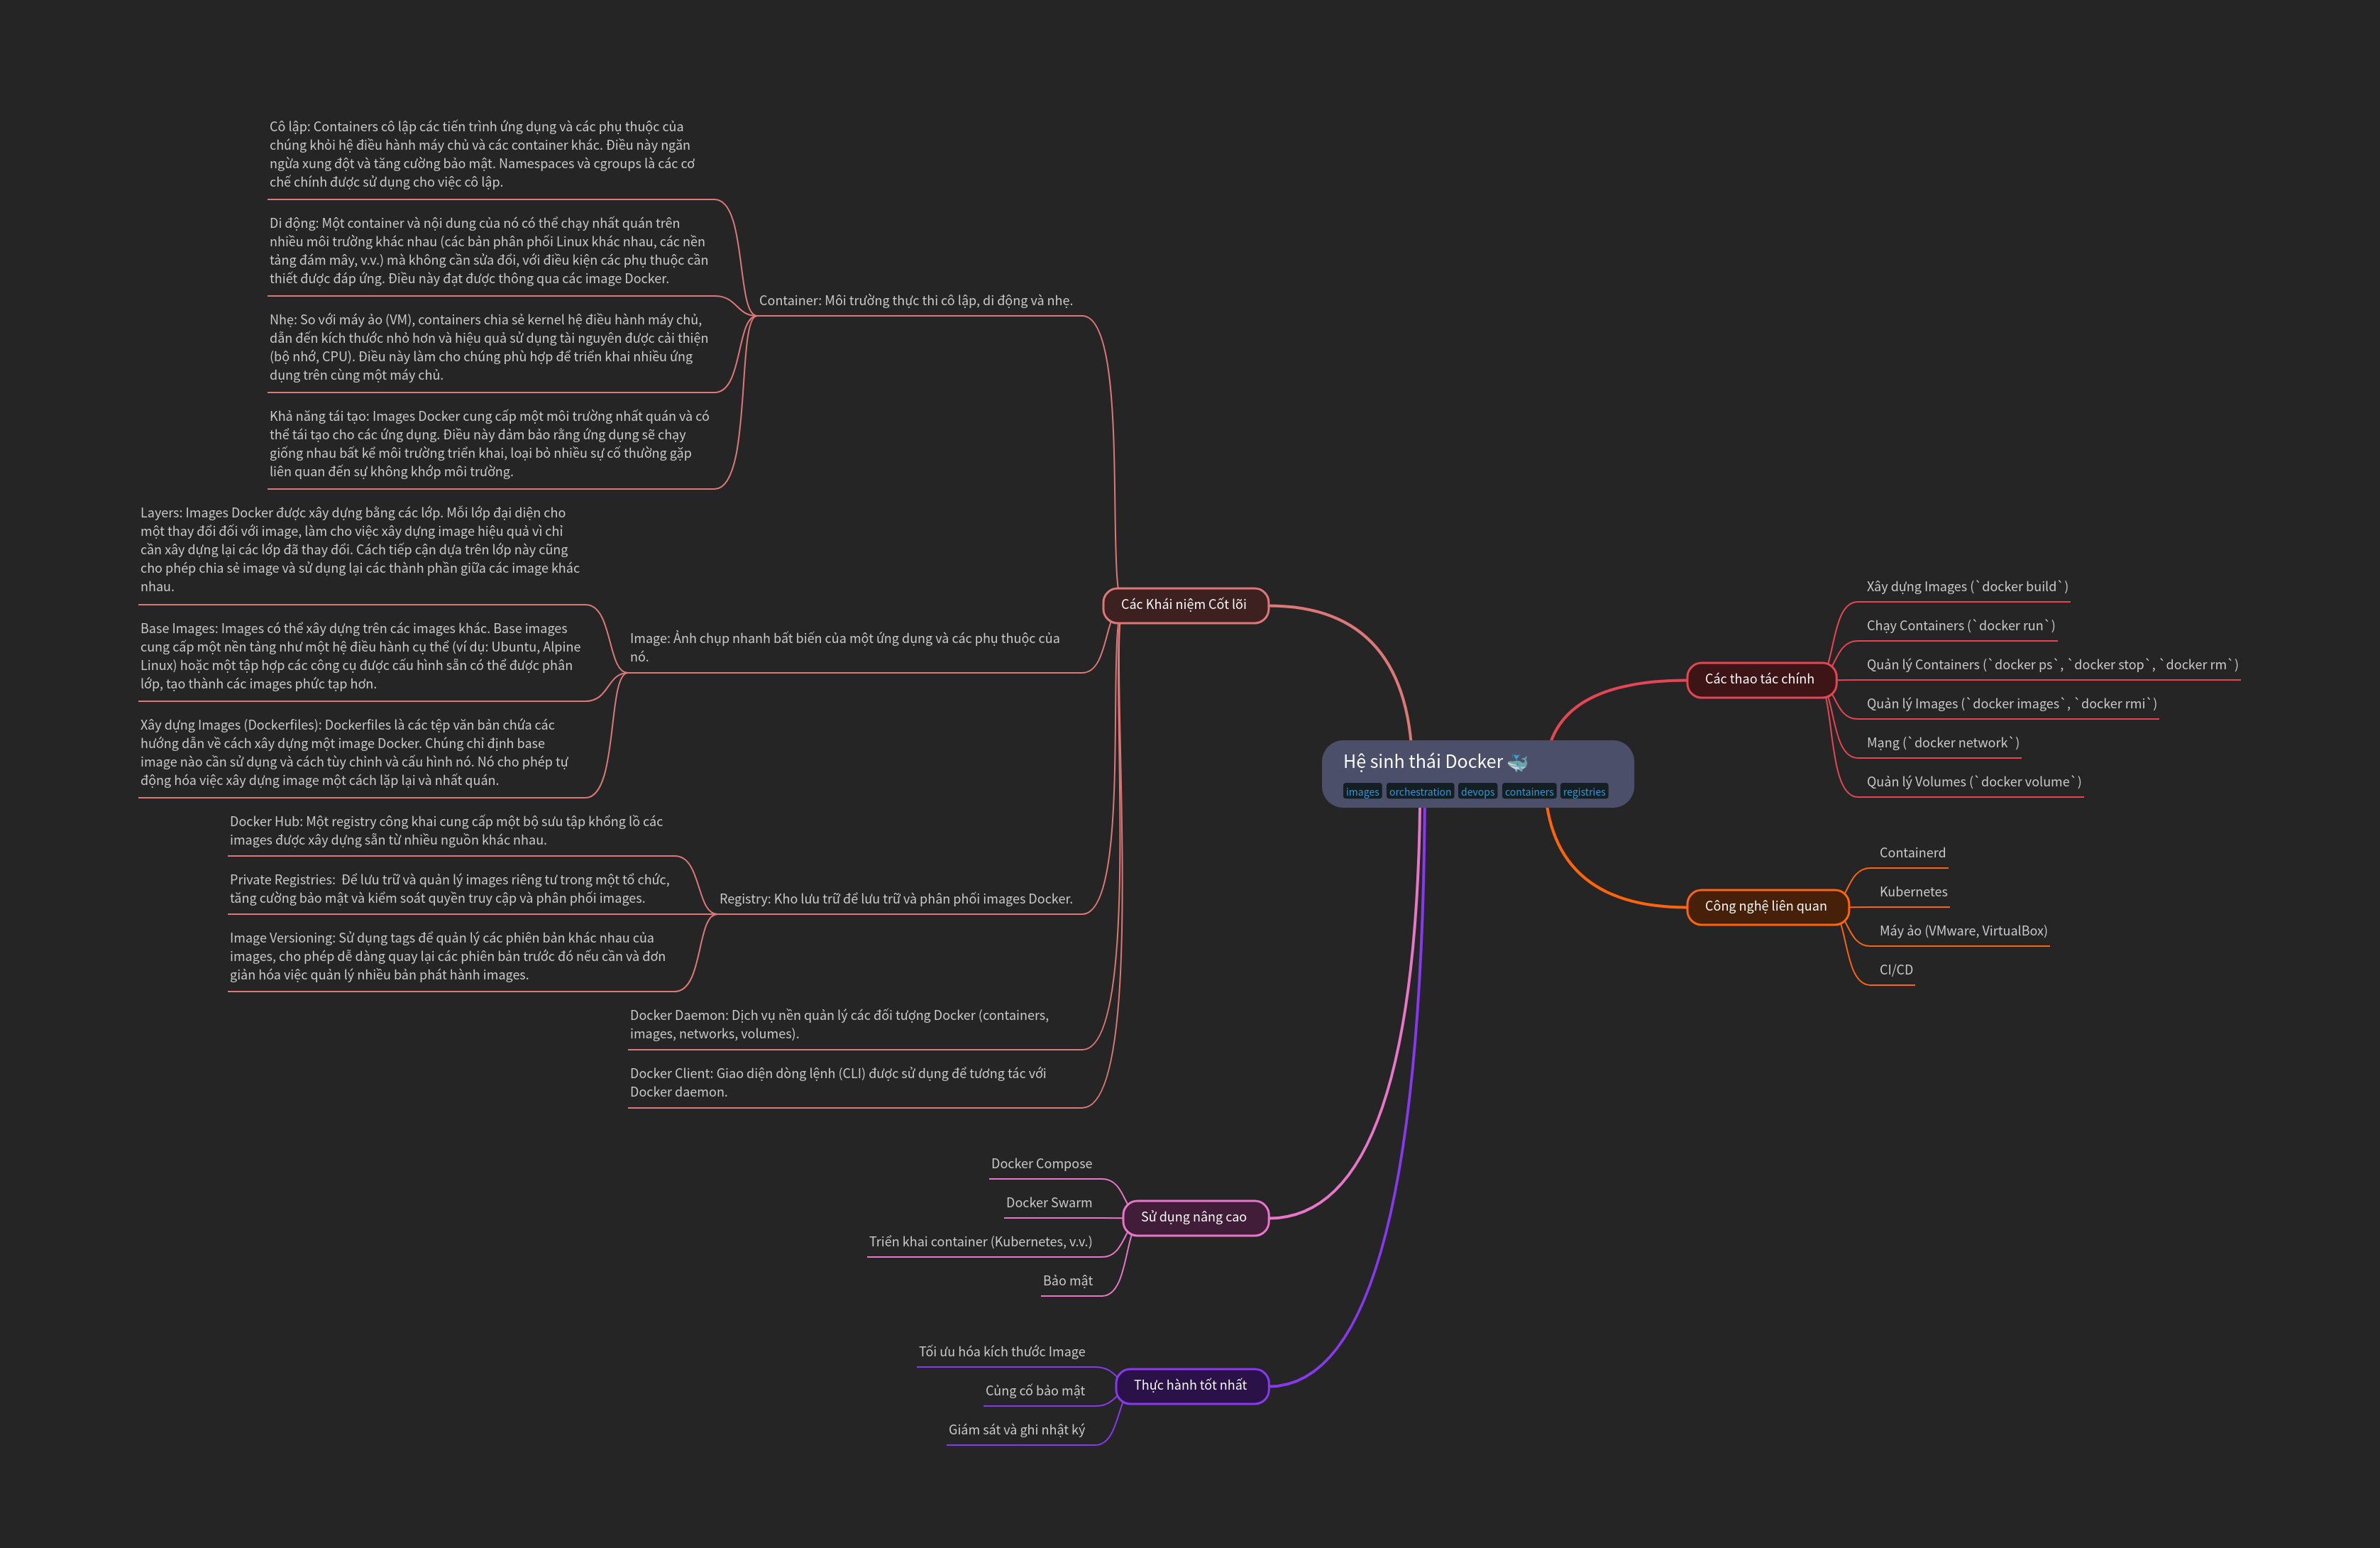 Hệ sinh thái Docker 🐳
images orchestration devops containers registries
Các Khái niệm Cốt lõi
Container: Môi trường thực thi cô lập, di động và nhẹ.
Cô lập: Containers cô lập các tiến trình ứng dụng và các phụ thuộc của
chúng khỏi hệ điều hành máy chủ và các container khác. Điều này ngăn
ngừa xung đột và tăng cường bảo mật. Namespaces và cgroups là các cơ
chế chính được sử dụng cho việc cô lập.
Di động: Một container và nội dung của nó có thể chạy nhất quán trên
nhiều môi trường khác nhau (các bản phân phối Linux khác nhau, các nền
tảng đám mây, v.v.) mà không cần sửa đổi, với điều kiện các phụ thuộc cần
thiết được đáp ứng. Điều này đạt được thông qua các image Docker.
Nhẹ: So với máy ảo (VM), containers chia sẻ kernel hệ điều hành máy chủ,
dẫn đến kích thước nhỏ hơn và hiệu quả sử dụng tài nguyên được cải thiện
(bộ nhớ, CPU). Điều này làm cho chúng phù hợp để triển khai nhiều ứng
dụng trên cùng một máy chủ.
Khả năng tái tạo: Images Docker cung cấp một môi trường nhất quán và có
thể tái tạo cho các ứng dụng. Điều này đảm bảo rằng ứng dụng sẽ chạy
giống nhau bất kể môi trường triển khai, loại bỏ nhiều sự cố thường gặp
liên quan đến sự không khớp môi trường.
Image: Ảnh chụp nhanh bất biến của một ứng dụng và các phụ thuộc của
nó.
Layers: Images Docker được xây dựng bằng các lớp. Mỗi lớp đại diện cho
một thay đổi đối với image, làm cho việc xây dựng image hiệu quả vì chỉ
cần xây dựng lại các lớp đã thay đổi. Cách tiếp cận dựa trên lớp này cũng
cho phép chia sẻ image và sử dụng lại các thành phần giữa các image khác
nhau.
Base Images: Images có thể xây dựng trên các images khác. Base images
cung cấp một nền tảng như một hệ điều hành cụ thể (ví dụ: Ubuntu, Alpine
Linux) hoặc một tập hợp các công cụ được cấu hình sẵn có thể được phân
lớp, tạo thành các images phức tạp hơn.
Xây dựng Images (Dockerfiles): Dockerfiles là các tệp văn bản chứa các
hướng dẫn về cách xây dựng một image Docker. Chúng chỉ định base
image nào cần sử dụng và cách tùy chỉnh và cấu hình nó. Nó cho phép tự
động hóa việc xây dựng image một cách lặp lại và nhất quán.
Registry: Kho lưu trữ để lưu trữ và phân phối images Docker.
Docker Hub: Một registry công khai cung cấp một bộ sưu tập khổng lồ các
images được xây dựng sẵn từ nhiều nguồn khác nhau.
Private Registries:  Để lưu trữ và quản lý images riêng tư trong một tổ chức,
tăng cường bảo mật và kiểm soát quyền truy cập và phân phối images.
Image Versioning: Sử dụng tags để quản lý các phiên bản khác nhau của
images, cho phép dễ dàng quay lại các phiên bản trước đó nếu cần và đơn
giản hóa việc quản lý nhiều bản phát hành images.
Docker Daemon: Dịch vụ nền quản lý các đối tượng Docker (containers,
images, networks, volumes).
Docker Client: Giao diện dòng lệnh (CLI) được sử dụng để tương tác với
Docker daemon.
Các thao tác chính
Xây dựng Images (`docker build`)
Chạy Containers (`docker run`)
Quản lý Containers (`docker ps`, `docker stop`, `docker rm`)
Quản lý Images (`docker images`, `docker rmi`)
Mạng (`docker network`)
Quản lý Volumes (`docker volume`)
Công nghệ liên quan
Containerd
Kubernetes
Máy ảo (VMware, VirtualBox)
CI/CD
Sử dụng nâng cao
Docker Compose
Docker Swarm
Triển khai container (Kubernetes, v.v.)
Bảo mật
Thực hành tốt nhất
Tối ưu hóa kích thước Image
Củng cố bảo mật
Giám sát và ghi nhật ký